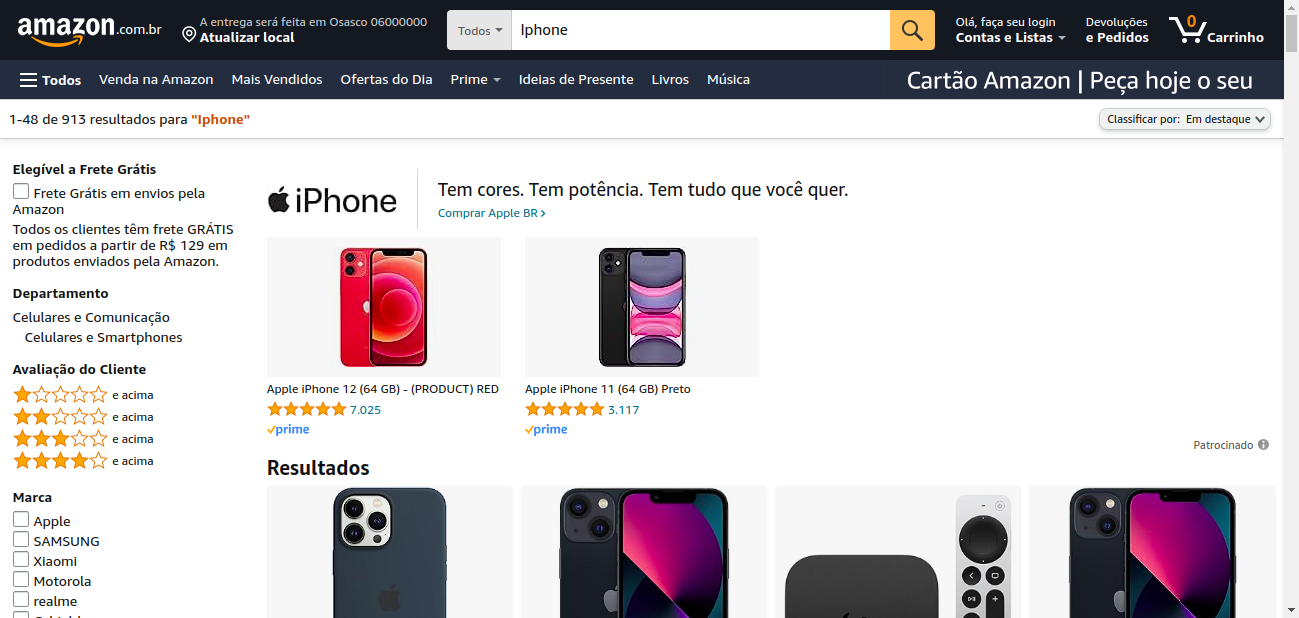 amazon.com.br
A entrega será feita em Osasco 06000000
Atualizar local
Todos
Iphone
Olá, faça seu login
Contas e Listas
Devoluções
e Pedidos
0
Carrinho
Todos
Venda na Amazon
Mais Vendidos
Ofertas do Dia
Prime
Ideias de Presente
Livros
Música
Cartão Amazon | Peça hoje o seu
1-48 de 913 resultados para "Iphone"
Classificar por: Em destaque
Elegível a Frete Grátis
Frete Grátis em envios pela
Amazon
Todos os clientes têm frete GRÁTIS
em pedidos a partir de R$ 129 em
produtos enviados pela Amazon.
Departamento
Celulares e Comunicação
Celulares e Smartphones
Avaliação do Cliente
e acima
e acima
e acima
e acima
Marca
Apple
SAMSUNG
Xiaomi
Motorola
realme
iPhone
Tem cores. Tem potência. Tem tudo que você quer.
Comprar Apple BR ›
Apple iPhone 12 (64 GB) - (PRODUCT) RED
7.025
prime
Apple iPhone 11 (64 GB) Preto
3.117
prime
Patrocinado
Resultados